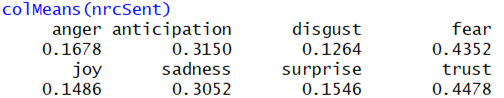 colMeans(nrcSent)
anger anticipation disgust fear
0.1678 0.3150 0.1264 0.4352
joy sadness surprise trust
0.1486 0.3052 0.1546 0.4478